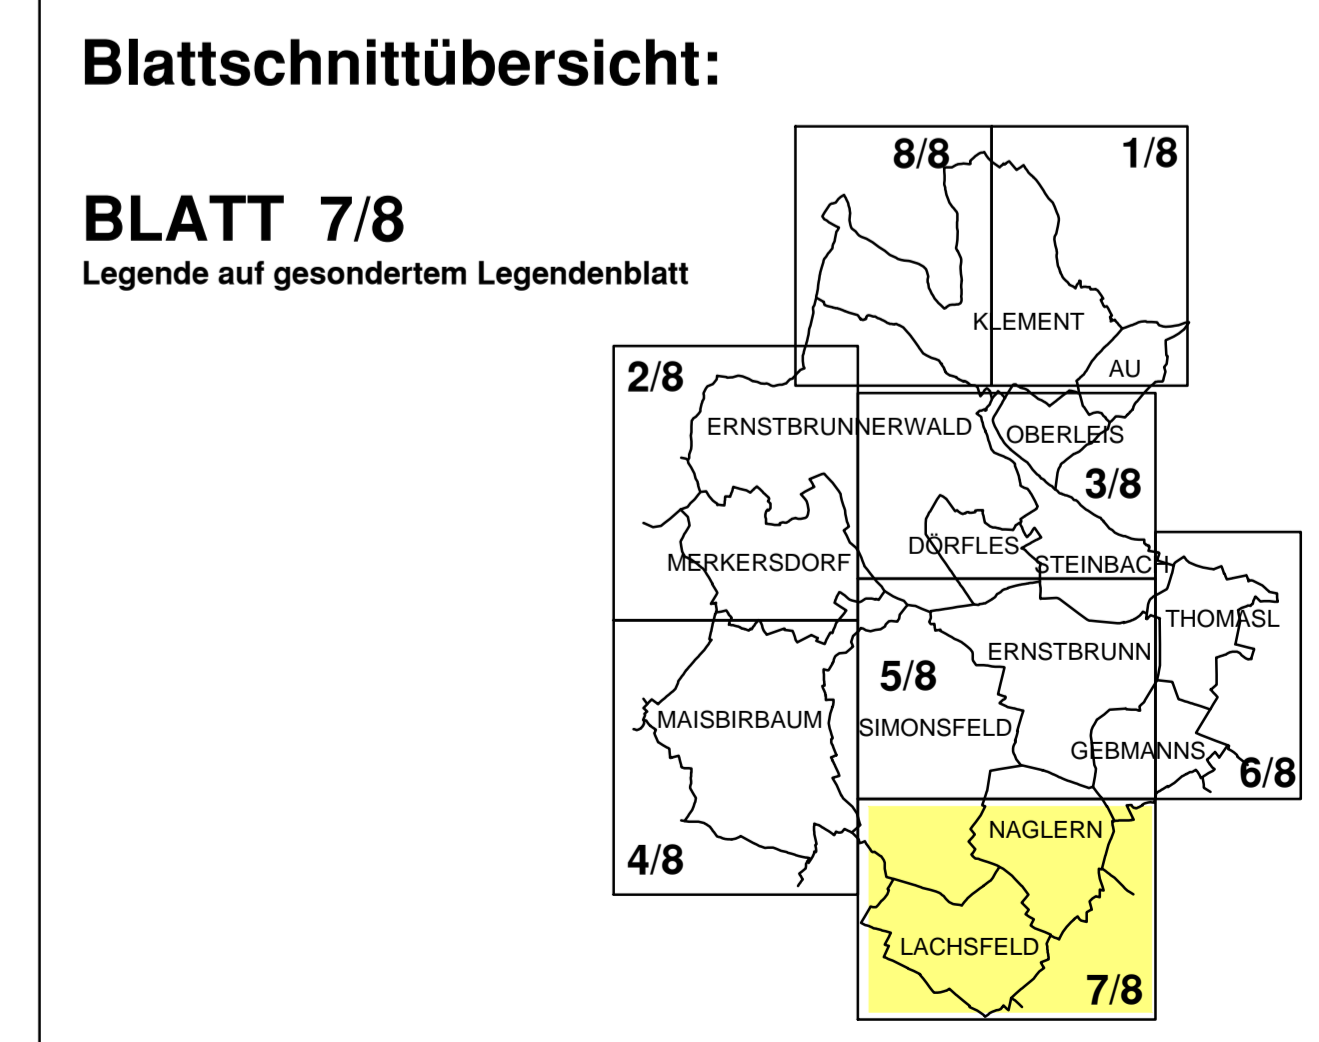 Blattschnittübersicht:
BLATT 7/8
Legende auf gesondertem Legendenblatt
8/8
1/8
KLEMENT
AU
2/8
ERNSTBRUNNERWALD
OBERLEIS
3/8
DÖRFLES
MERKERSDORF
STEINBACH
THOMASL
ERNSTBRUNN
5/8
MAISBIRBAUM
SIMONSFELD
GEBMANNS
6/8
NAGLERN
4/8
LACHSFELD
7/8